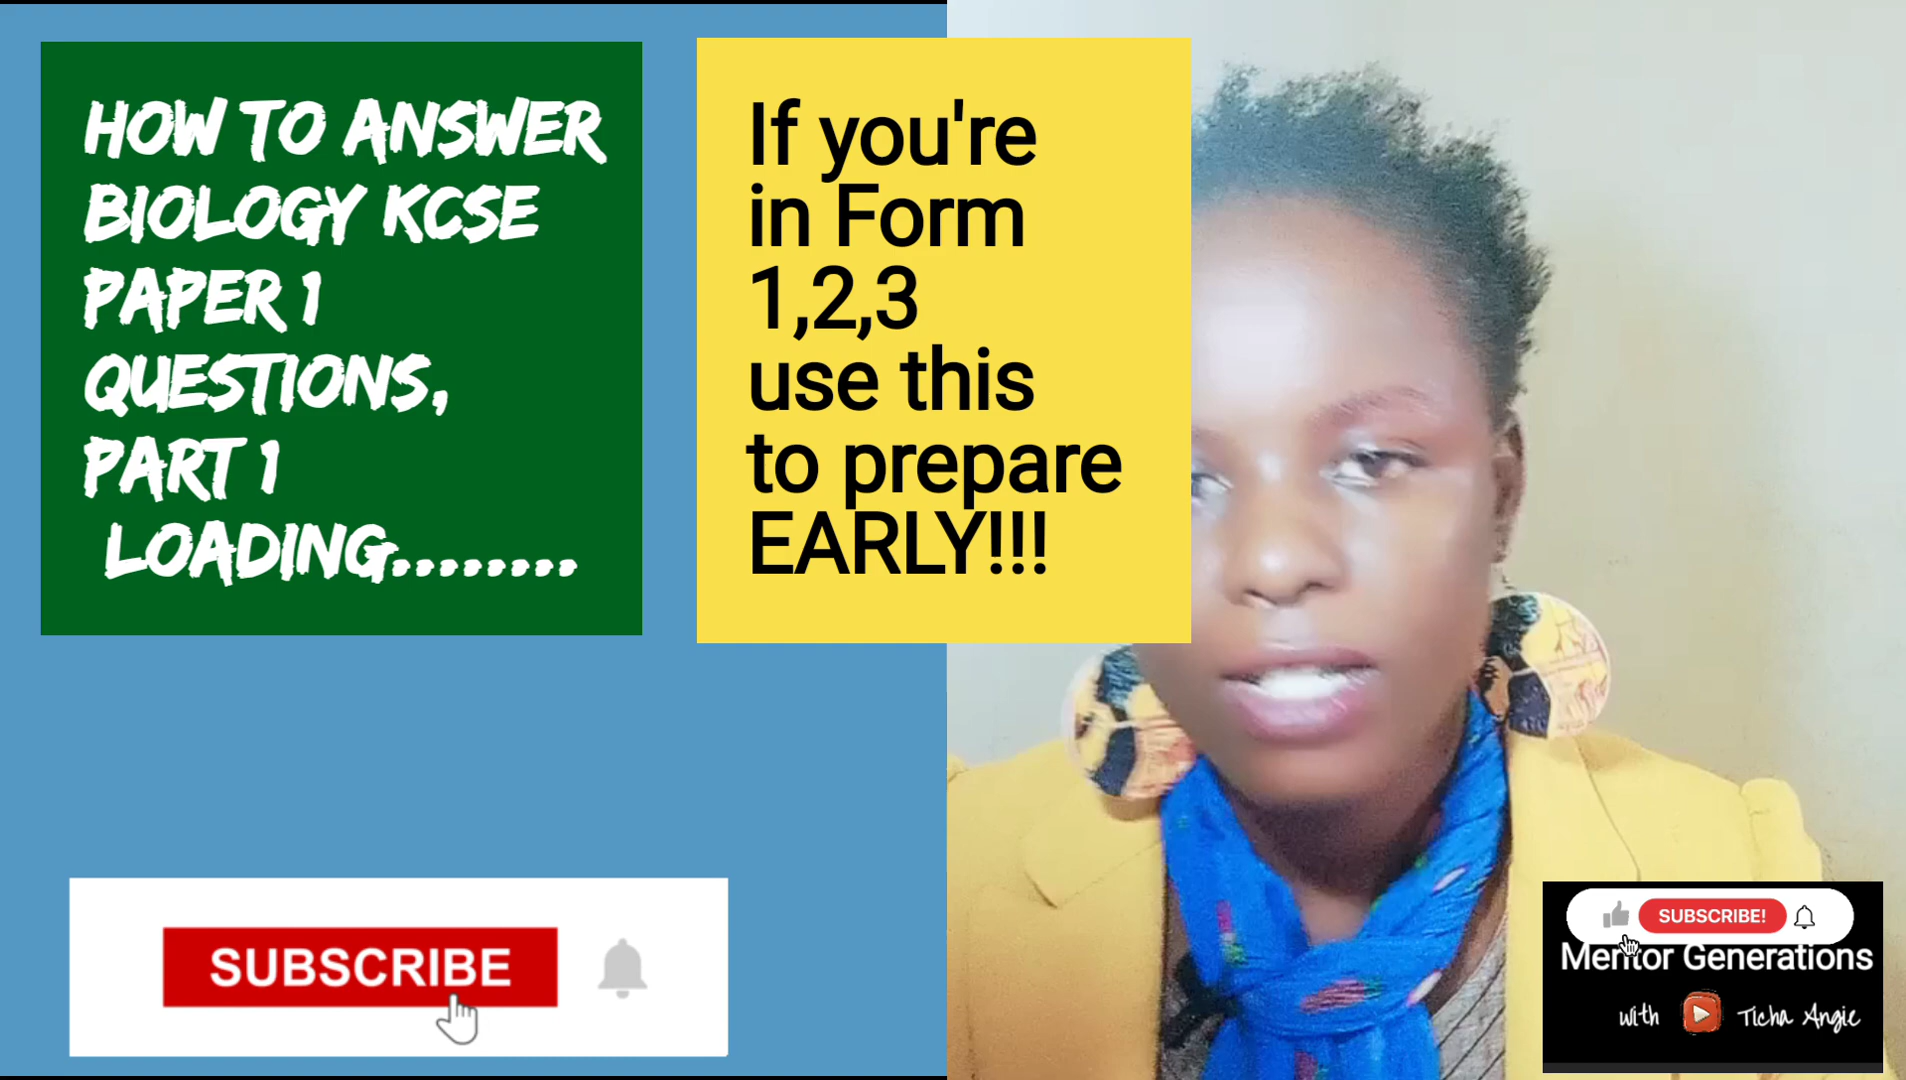 HOW TO ANSWER
BIOLOGY KCSE
PAPER 1
QUESTIONS,
PART 1
LOADING........
If you're
in Form
1,2,3
use this
to prepare
EARLY!!!
SUBSCRIBE
SUBSCRIBE!
Mentor Generations
with Ticha Angie